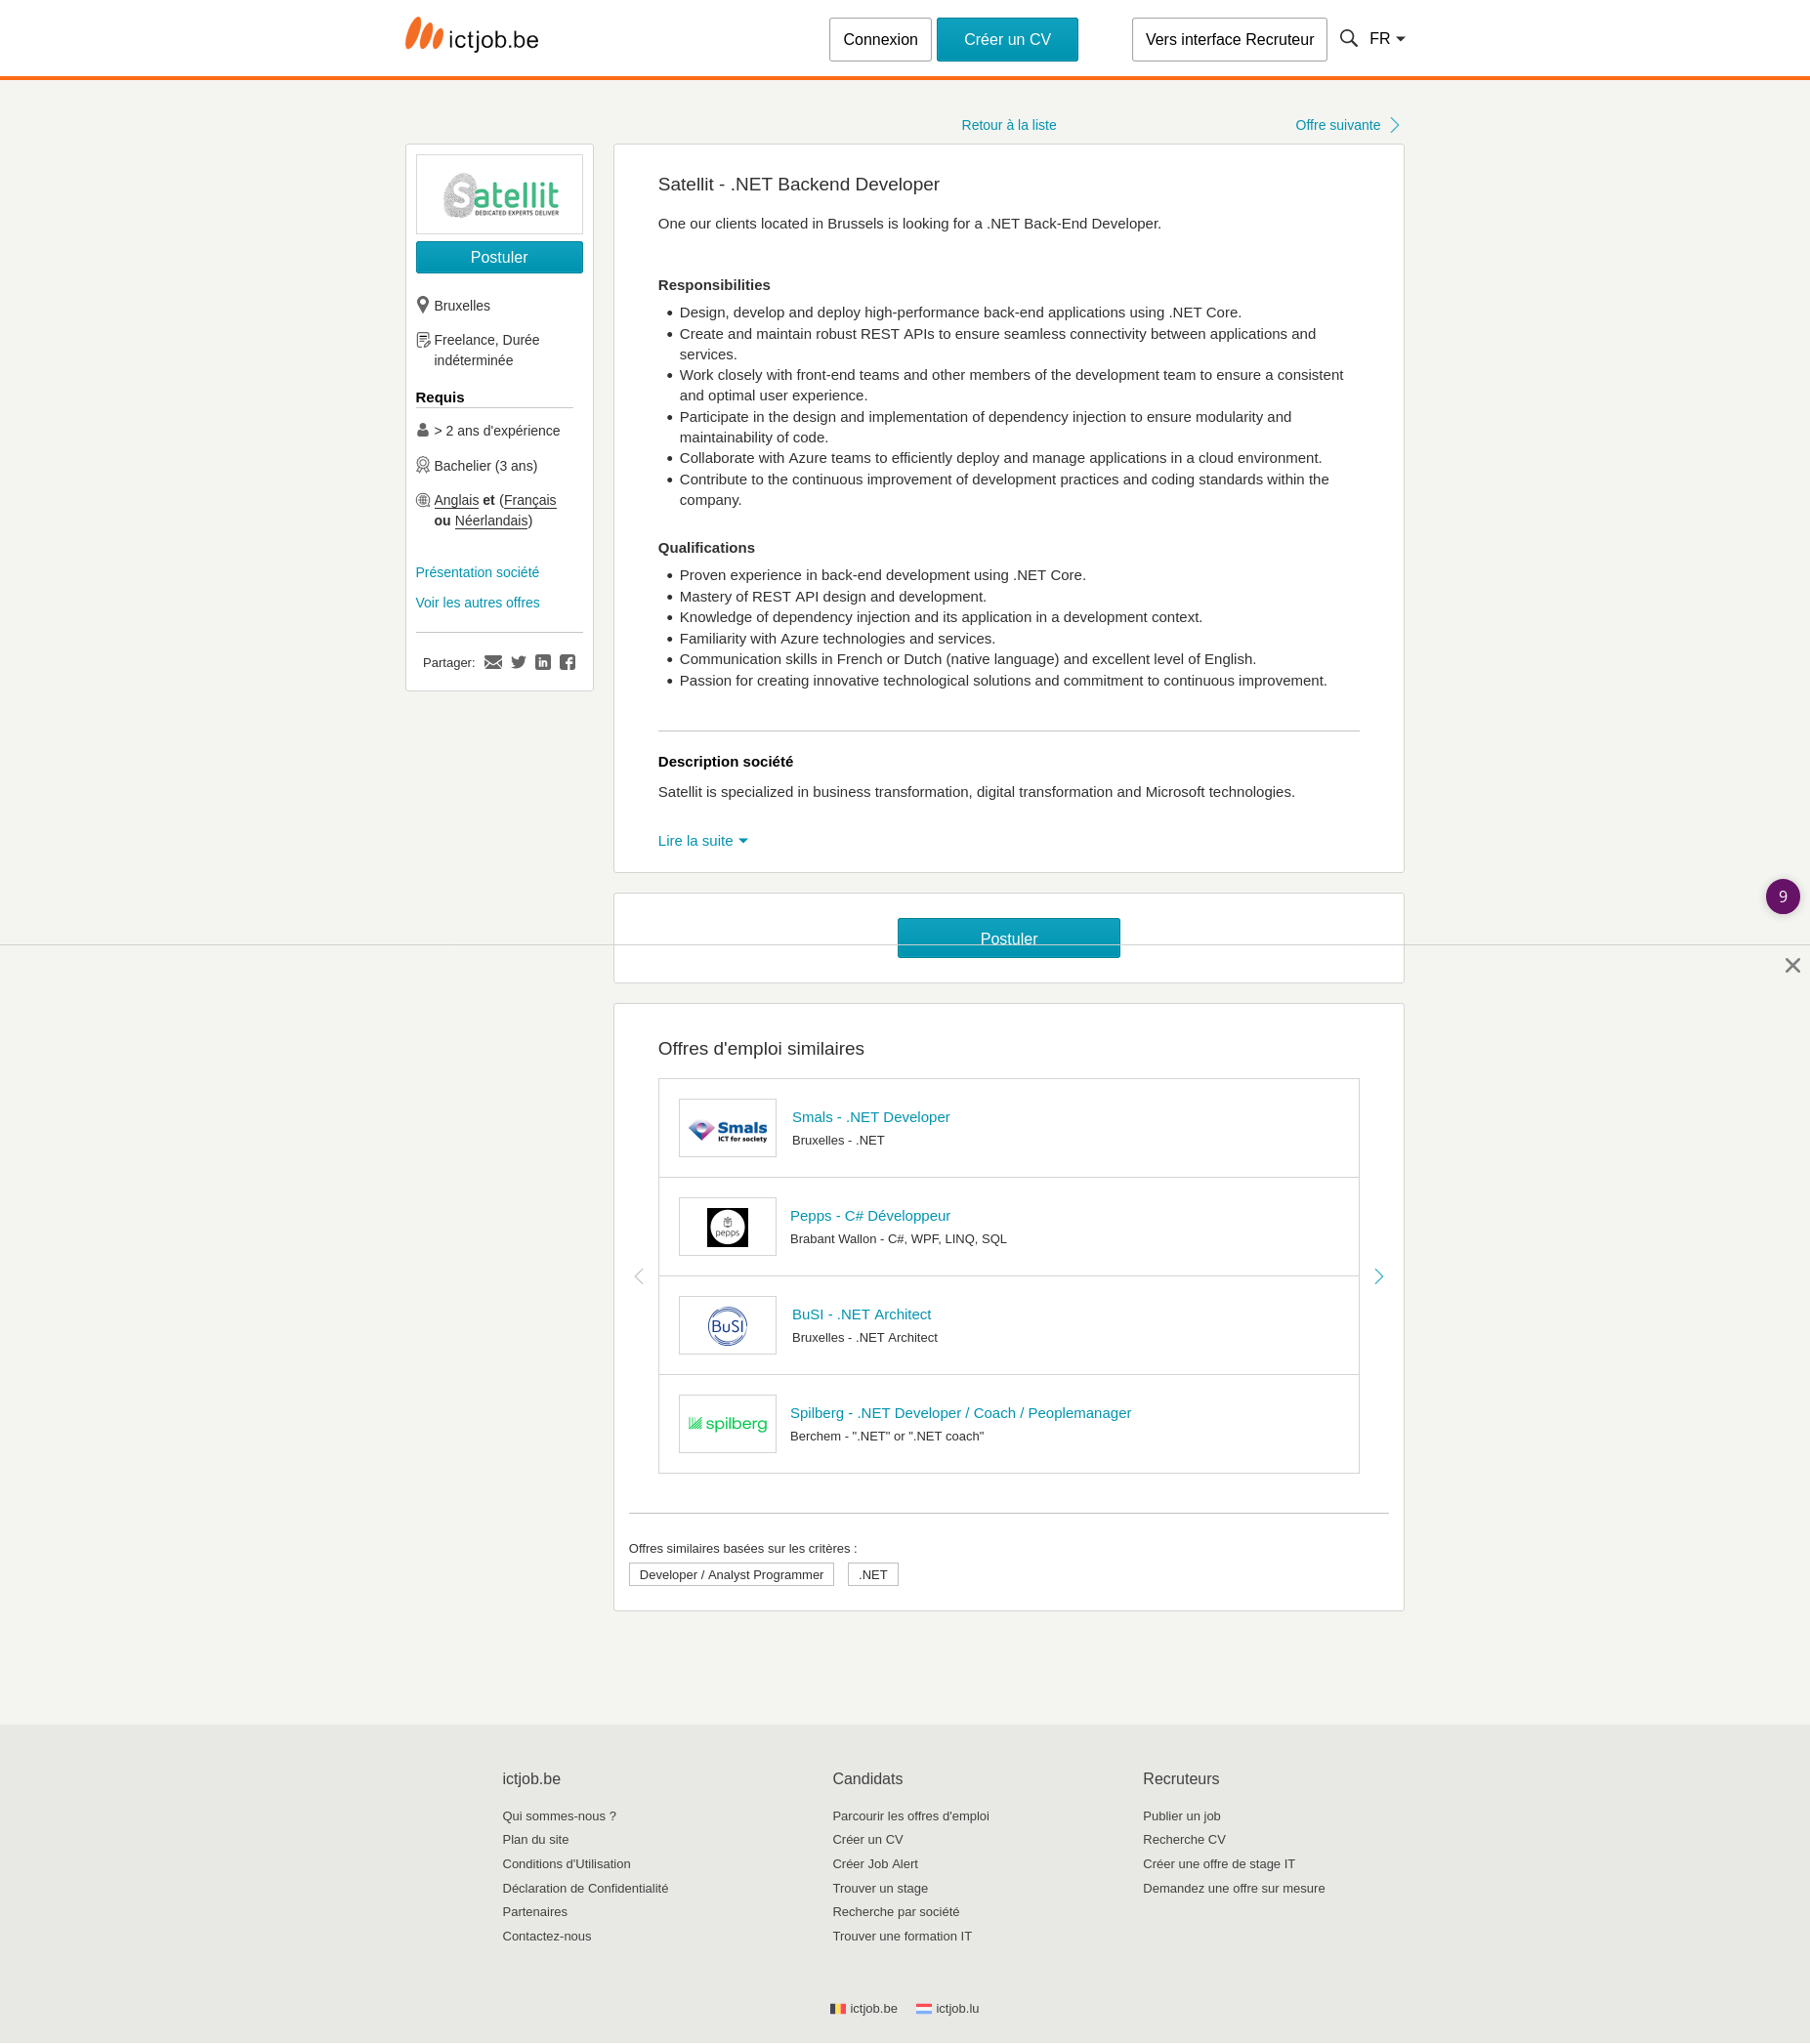 ictjob.be
Connexion
Créer un CV
Vers interface Recruteur
FR
Retour à la liste
Offre suivante
Satellit
DEDICATED EXPERTS DELIVER
Postuler
Bruxelles
Freelance, Durée
indéterminée
Requis
> 2 ans d'expérience
Bachelier (3 ans)
Anglais et (Français
ou Néerlandais)
Présentation société
Voir les autres offres
Partager:
Satellit - .NET Backend Developer
One our clients located in Brussels is looking for a .NET Back-End Developer.
Responsibilities
• Design, develop and deploy high-performance back-end applications using .NET Core.
• Create and maintain robust REST APIs to ensure seamless connectivity between applications and
services.
• Work closely with front-end teams and other members of the development team to ensure a consistent
and optimal user experience.
• Participate in the design and implementation of dependency injection to ensure modularity and
maintainability of code.
• Collaborate with Azure teams to efficiently deploy and manage applications in a cloud environment.
• Contribute to the continuous improvement of development practices and coding standards within the
company.
Qualifications
• Proven experience in back-end development using .NET Core.
• Mastery of REST API design and development.
• Knowledge of dependency injection and its application in a development context.
• Familiarity with Azure technologies and services.
• Communication skills in French or Dutch (native language) and excellent level of English.
• Passion for creating innovative technological solutions and commitment to continuous improvement.
Description société
Satellit is specialized in business transformation, digital transformation and Microsoft technologies.
Lire la suite
9
Postuler
Offres d'emploi similaires
Smals
ICT for society
Smals - .NET Developer
Bruxelles - .NET
pepps
Pepps - C# Développeur
Brabant Wallon - C#, WPF, LINQ, SQL
BuSI
BuSI - .NET Architect
Bruxelles - .NET Architect
spilberg
Spilberg - .NET Developer / Coach / Peoplemanager
Berchem - ".NET" or ".NET coach"
Offres similaires basées sur les critères :
Developer / Analyst Programmer
.NET
ictjob.be
Qui sommes-nous ?
Plan du site
Conditions d'Utilisation
Déclaration de Confidentialité
Partenaires
Contactez-nous
Candidats
Parcourir les offres d'emploi
Créer un CV
Créer Job Alert
Trouver un stage
Recherche par société
Trouver une formation IT
Recruteurs
Publier un job
Recherche CV
Créer une offre de stage IT
Demandez une offre sur mesure
ictjob.be
ictjob.lu